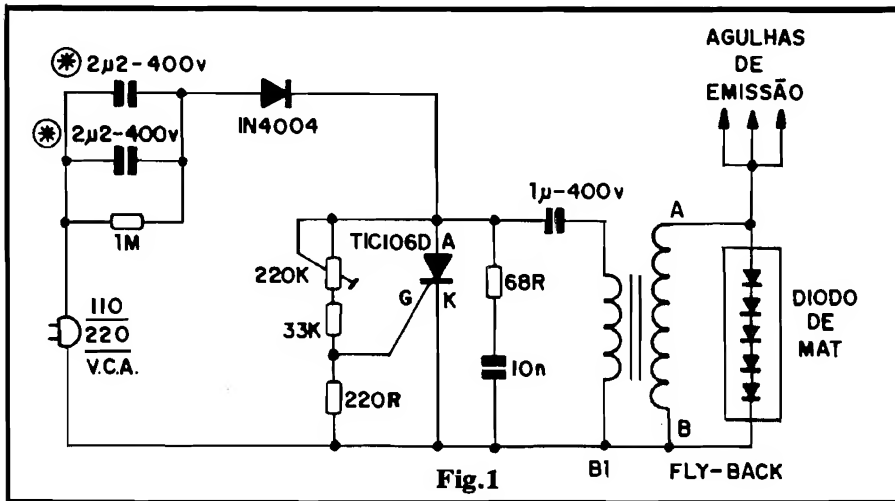 AGULHAS
DE
EMISSÃO
✱ 2µ2-400v
✱ 2µ2-400v
1N4004
1M
1µ-400v
TIC106D A
G K
220K
33K
220R
68R
10n
A
B
B1
DIODO
DE
MAT
110
220
V.C.A.
FLY-BACK
Fig.1